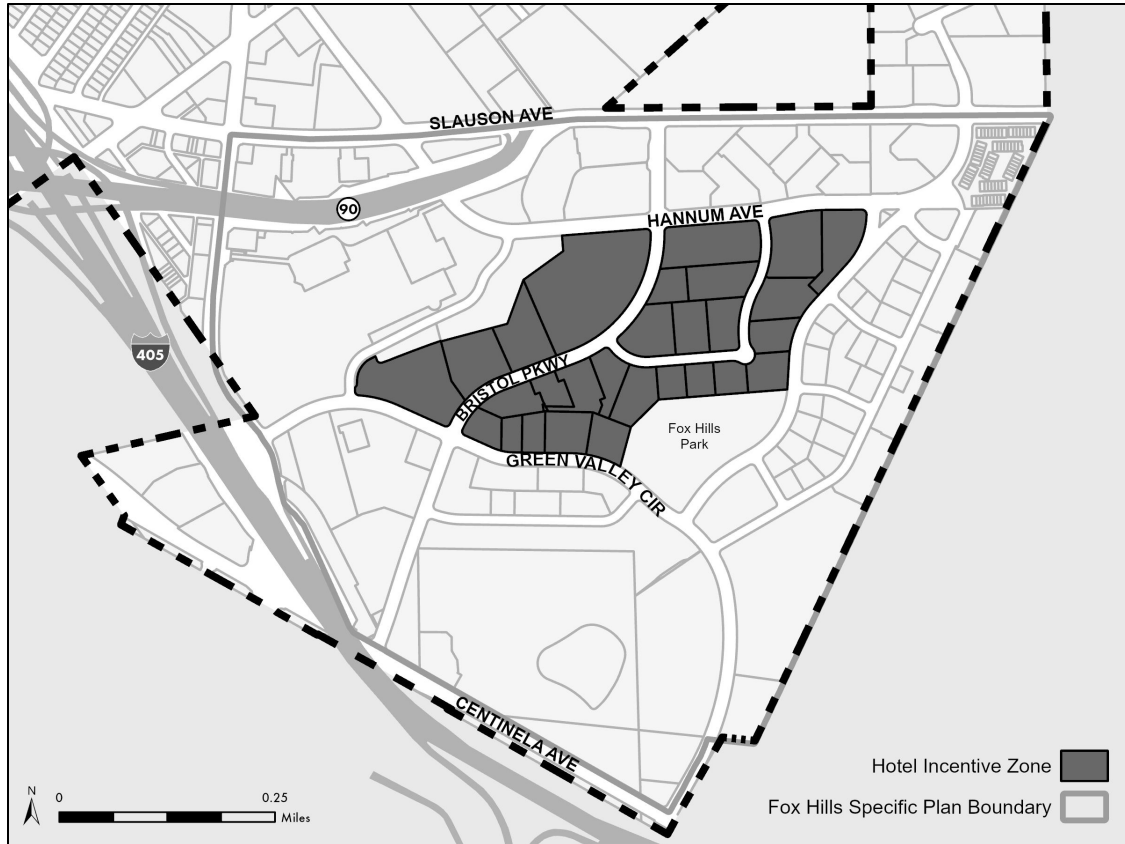 SLAUSON AVE
90
HANNUM AVE
405
BRISTOL PKWY
Fox Hills
Park
GREEN VALLEY CIR
CENTINELA AVE
Hotel Incentive Zone
Fox Hills Specific Plan Boundary
N
0
0.25
Miles